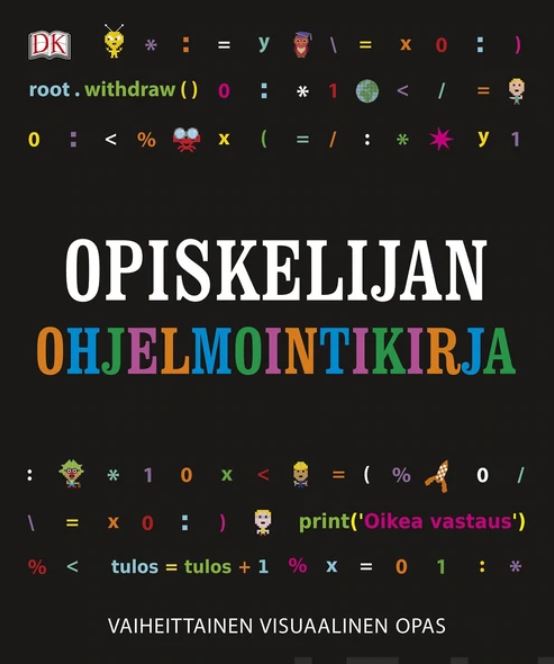 DK * : = y \ = x 0 : )
root.withdraw() 0 : * 1 < / =
0 : < % x ( = / : * y 1
OPISKELIJAN
OHJELMOINTIKIRJA
: * 1 0 x < = ( % 0 /
\ = x 0 : ) print('Oikea vastaus')
% < tulos = tulos + 1 % x = 0 1 : *
VAIHEITTAINEN VISUAALINEN OPAS